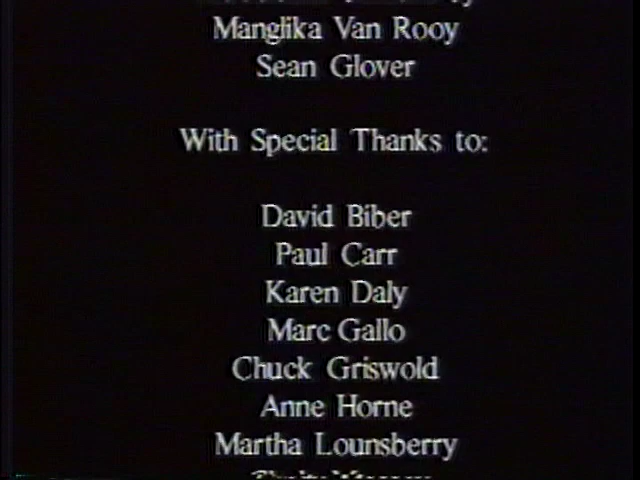 Manglika Van Rooy
Sean Glover
With Special Thanks to:
David Biber
Paul Carr
Karen Daly
Marc Gallo
Chuck Griswold
Anne Horne
Martha Lounsberry